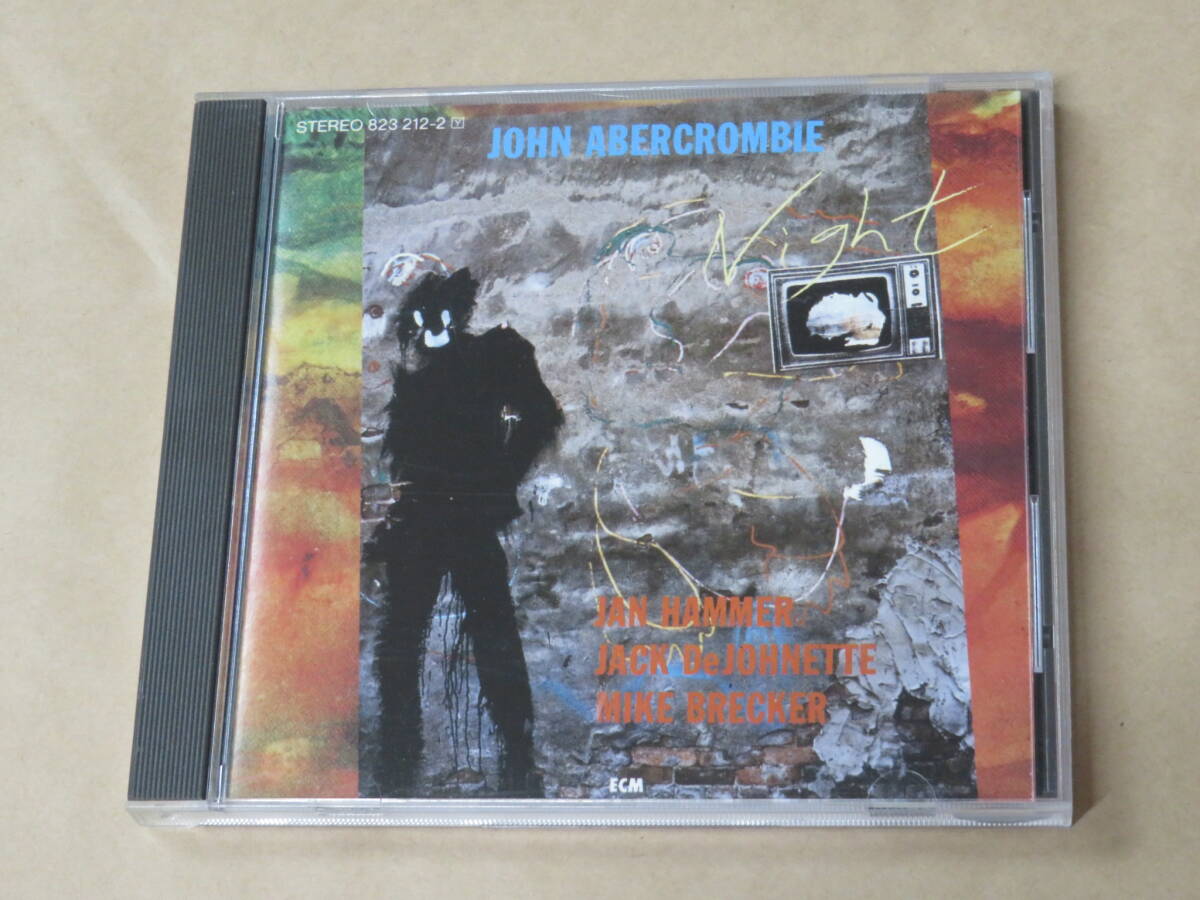 STEREO 823 212-2 Y
JOHN ABERCROMBIE
Night
JAN HAMMER
JACK DeJOHNETTE
MIKE BRECKER
ECM